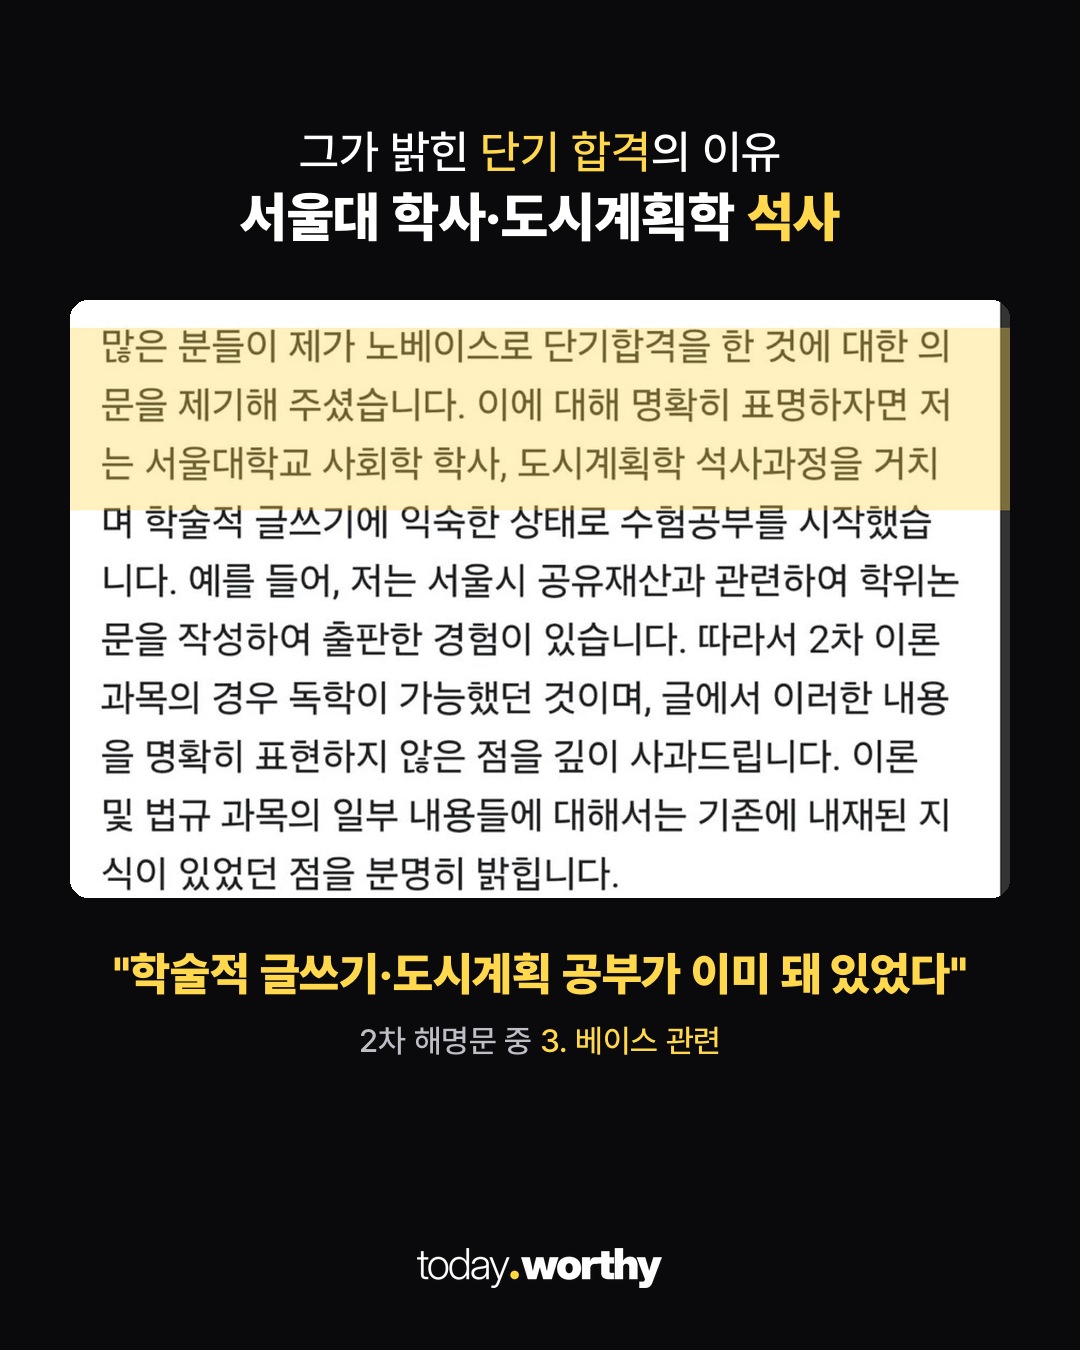 그가 밝힌 단기 합격의 이유
서울대 학사·도시계획학 석사
많은 분들이 제가 노베이스로 단기합격을 한 것에 대한 의
문을 제기해 주셨습니다. 이에 대해 명확히 표명하자면 저
는 서울대학교 사회학 학사, 도시계획학 석사과정을 거치
며 학술적 글쓰기에 익숙한 상태로 수험공부를 시작했습
니다. 예를 들어, 저는 서울시 공유재산과 관련하여 학위논
문을 작성하여 출판한 경험이 있습니다. 따라서 2차 이론
과목의 경우 독학이 가능했던 것이며, 글에서 이러한 내용
을 명확히 표현하지 않은 점을 깊이 사과드립니다. 이론
및 법규 과목의 일부 내용들에 대해서는 기존에 내재된 지
식이 있었던 점을 분명히 밝힙니다.
"학술적 글쓰기·도시계획 공부가 이미 돼 있었다"
2차 해명문 중 3. 베이스 관련
today.worthy